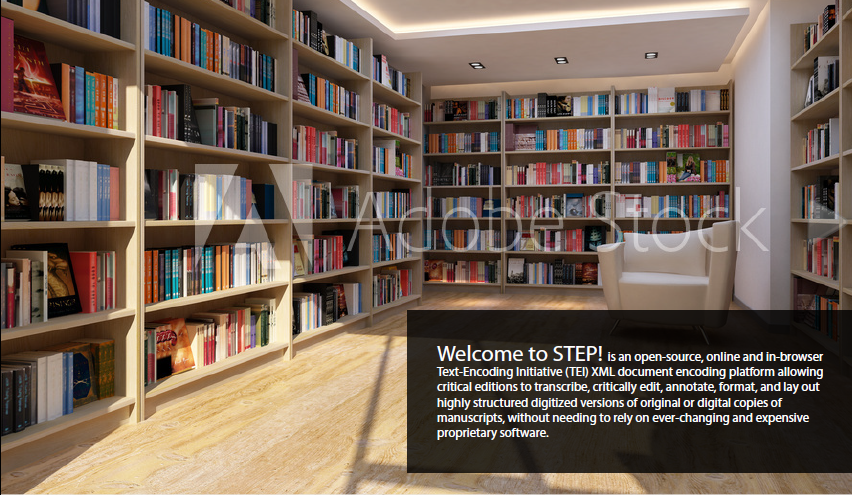 Adobe Stock
Welcome to STEP! is an open-source, online and in-browser
Text-Encoding Initiative (TEI) XML document encoding platform allowing
critical editions to transcribe, critically edit, annotate, format, and lay out
highly structured digitized versions of original or digital copies of
manuscripts, without needing to rely on ever-changing and expensive
proprietary software.